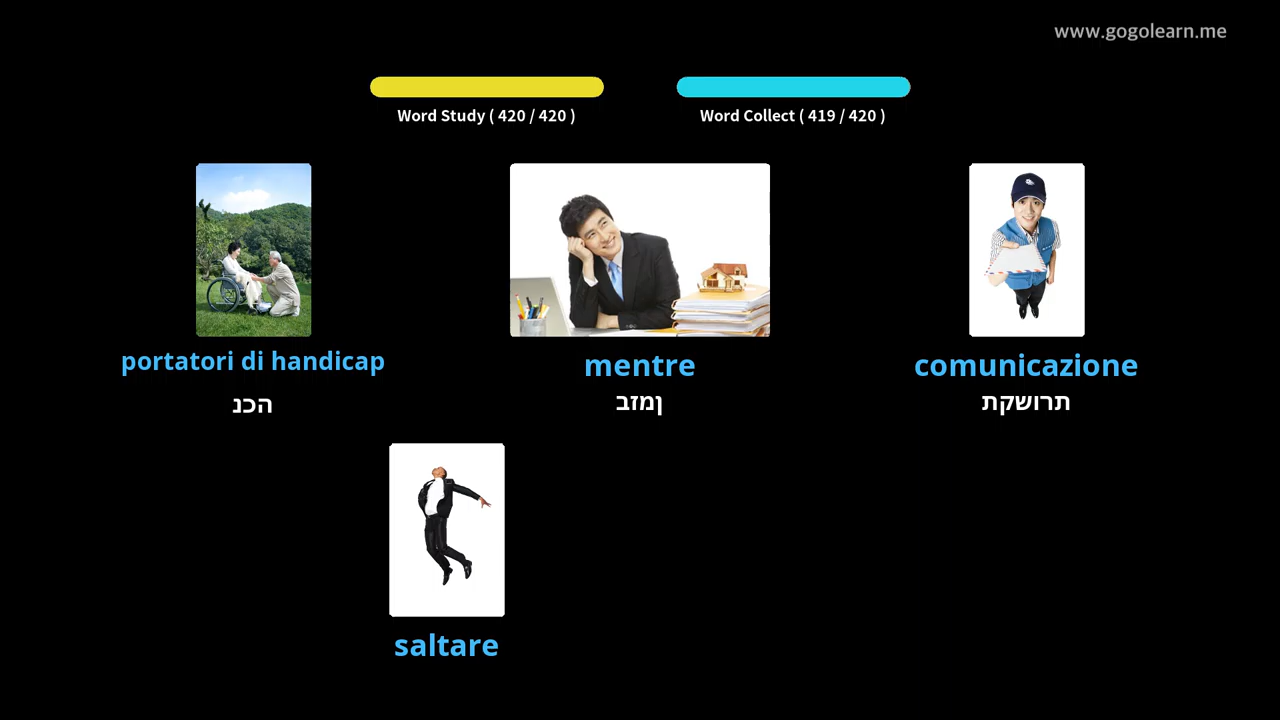 www.gogolearn.me
Word Study ( 420 / 420 )
Word Collect ( 419 / 420 )
portatori di handicap
הכנ
mentre
ןמזב
comunicazione
תרושקת
saltare